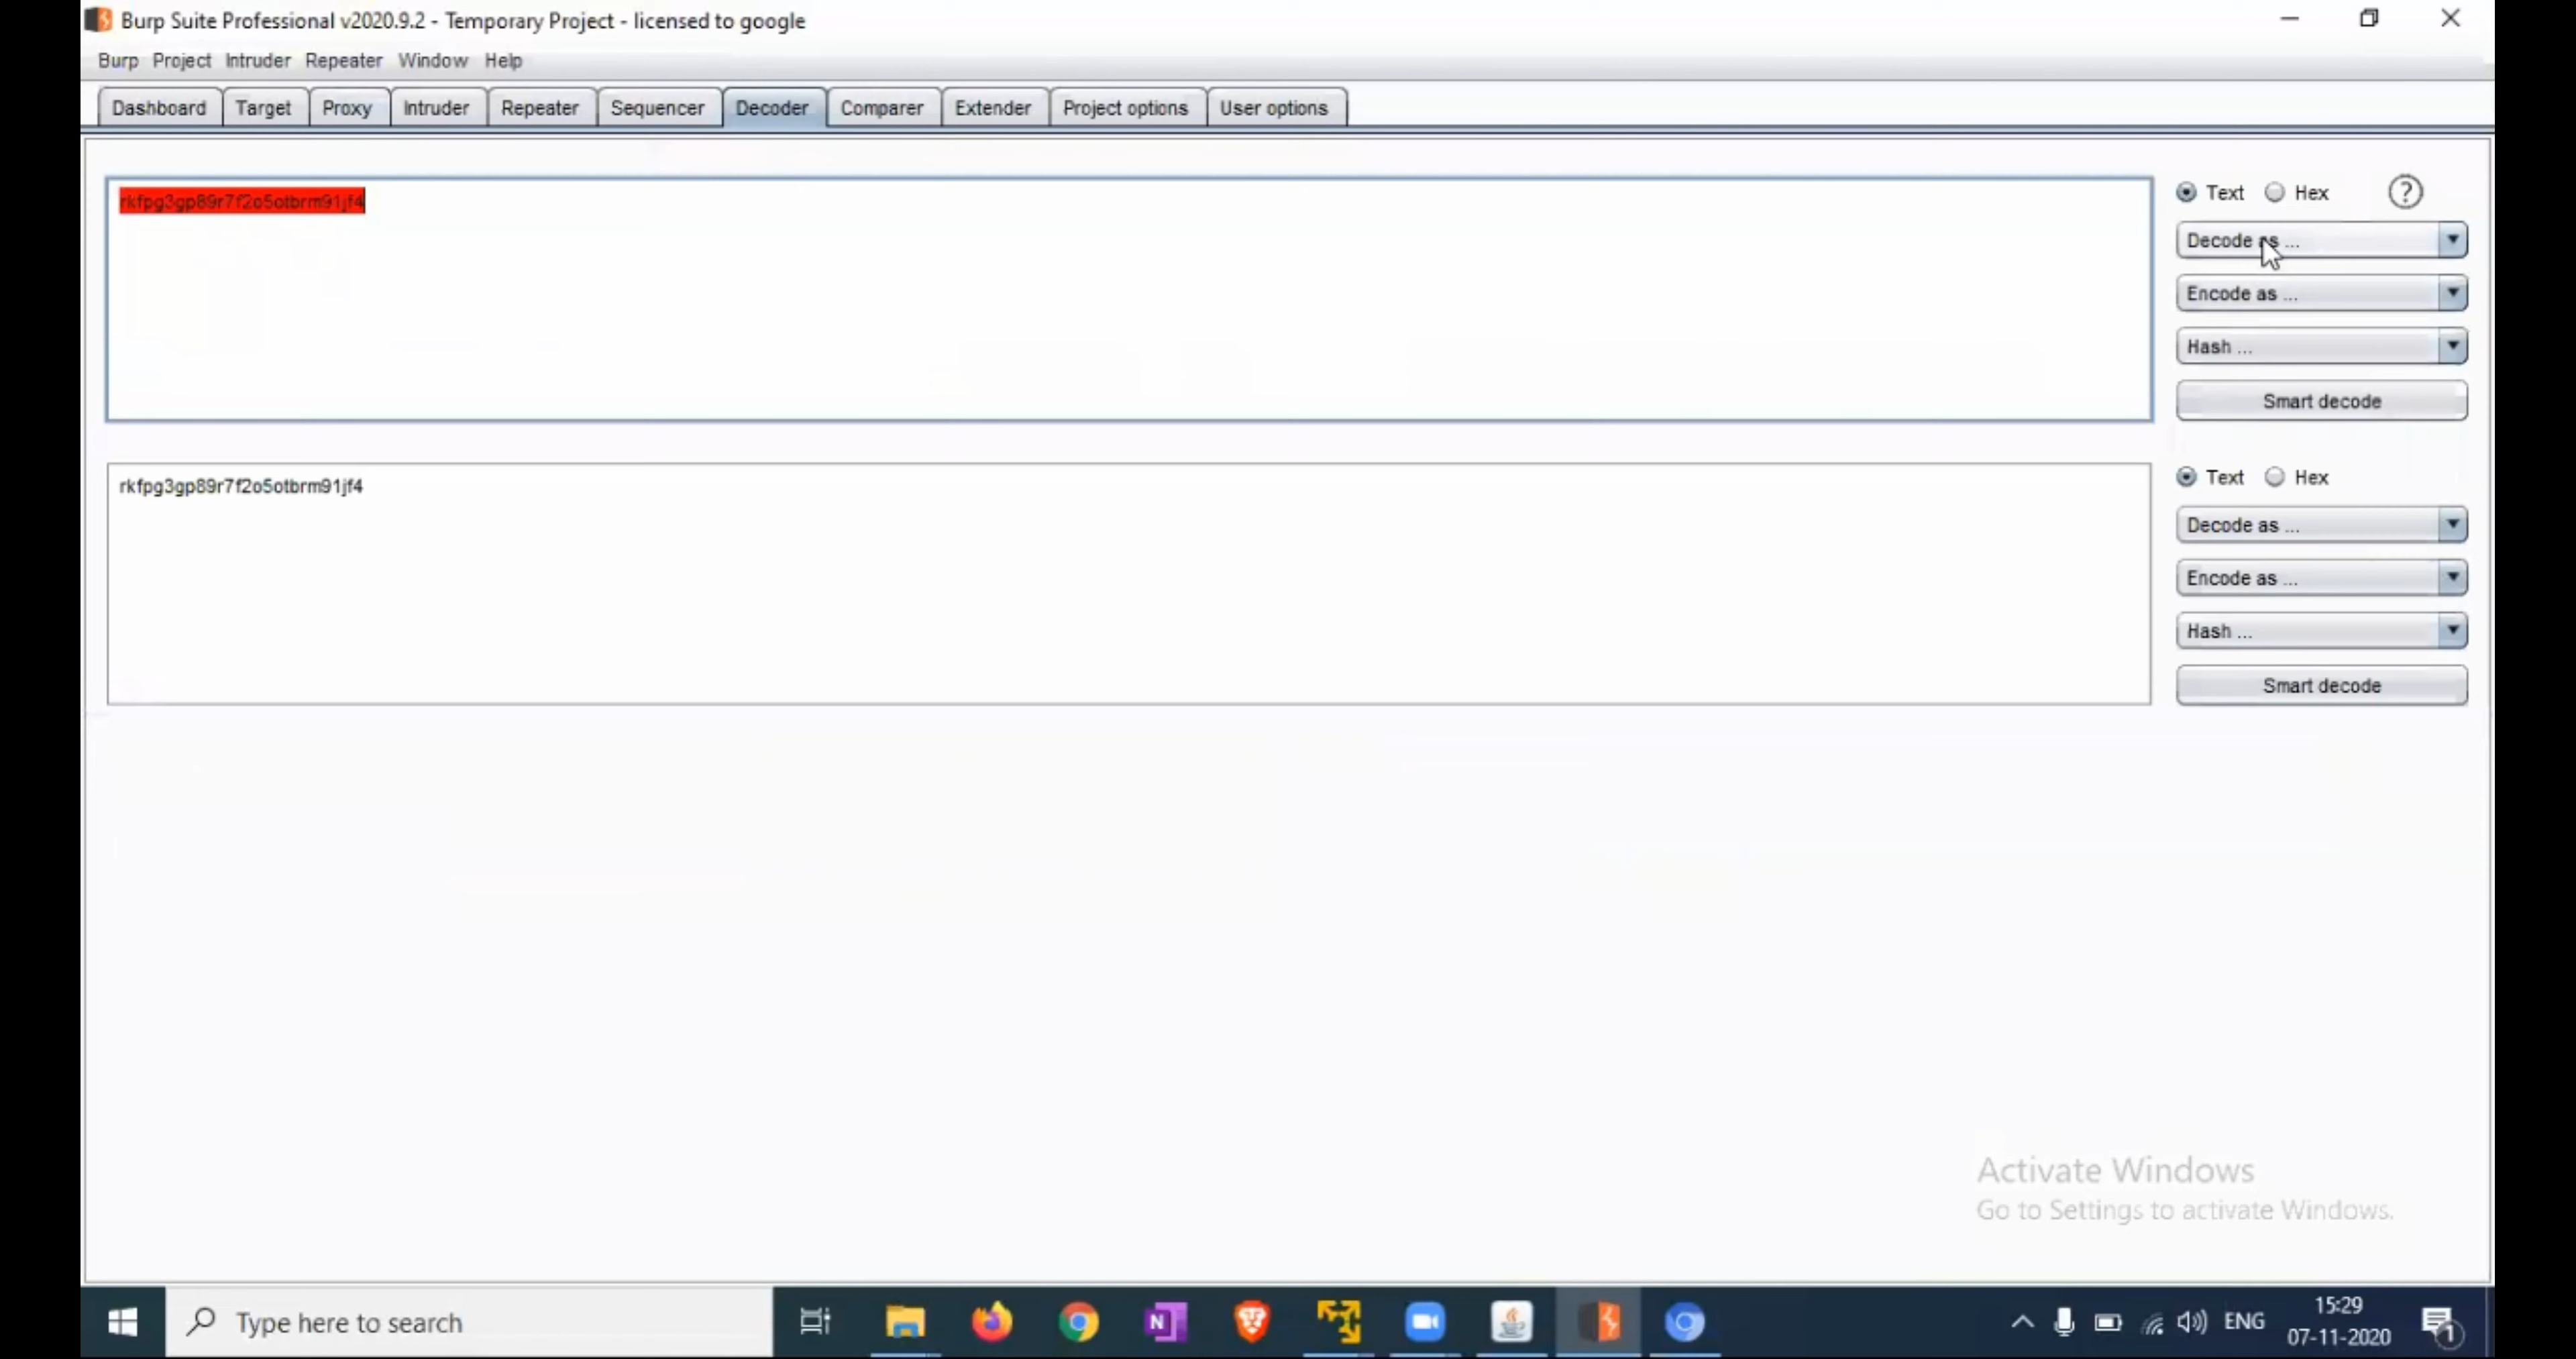 Burp Suite Professional v2020.9.2 - Temporary Project - licensed to google
Burp Project Intruder Repeater Window Help
Dashboard Target Proxy Intruder Repeater Sequencer Decoder Comparer Extender Project options User options
rkfpg3gp89r7f2o5otbrm91jf4
Text Hex ?
Decode as ...
Encode as ...
Hash ...
Smart decode
rkfpg3gp89r7f2o5otbrm91jf4
Text Hex
Decode as ...
Encode as ...
Hash ...
Smart decode
Activate Windows
Go to Settings to activate Windows.
Type here to search
N
ENG
15:29
07-11-2020
1